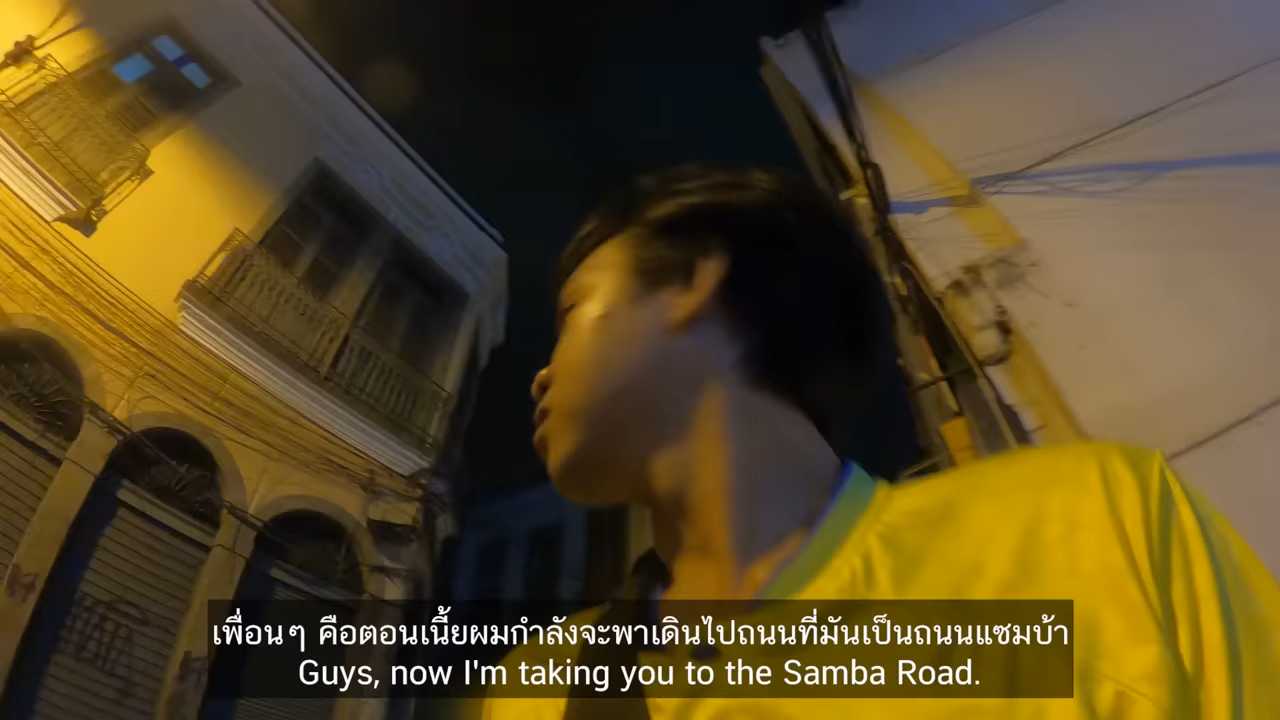 เพื่อนๆ คือตอนเนี้ยผมกำลังจะพาเดินไปถนนที่มันเป็นถนนแซมบ้า
Guys, now I'm taking you to the Samba Road.